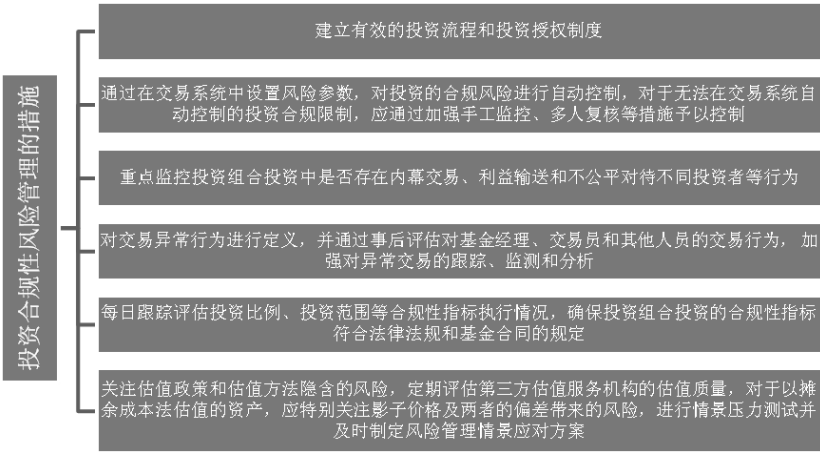 投资合规性风险管理的措施
建立有效的投资流程和投资授权制度
通过在交易系统中设置风险参数，对投资的合规风险进行自动控制，对于无法在交易系统自
动控制的投资合规限制，应通过加强手工监控、多人复核等措施予以控制
重点监控投资组合投资中是否存在内幕交易、利益输送和不公平对待不同投资者等行为
对交易异常行为进行定义，并通过事后评估对基金经理、交易员和其他人员的交易行为，加
强对异常交易的跟踪、监测和分析
每日跟踪评估投资比例、投资范围等合规性指标执行情况，确保投资组合投资的合规性指标
符合法律法规和基金合同的规定
关注估值政策和估值方法隐含的风险，定期评估第三方估值服务机构的估值质量，对于以摊
余成本法估值的资产，应特别关注影子价格及两者的偏差带来的风险，进行情景压力测试并
及时制定风险管理情景应对方案